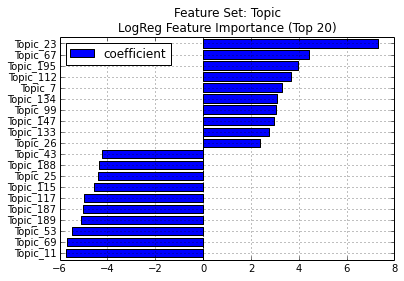 Feature Set: Topic
LogReg Feature Importance (Top 20)
coefficient
Topic_23
Topic_67
Topic_195
Topic_112
Topic_7
Topic_134
Topic_99
Topic_147
Topic_133
Topic_26
Topic_43
Topic_188
Topic_25
Topic_115
Topic_117
Topic_187
Topic_189
Topic_53
Topic_69
Topic_11
−6 −4 −2 0 2 4 6 8